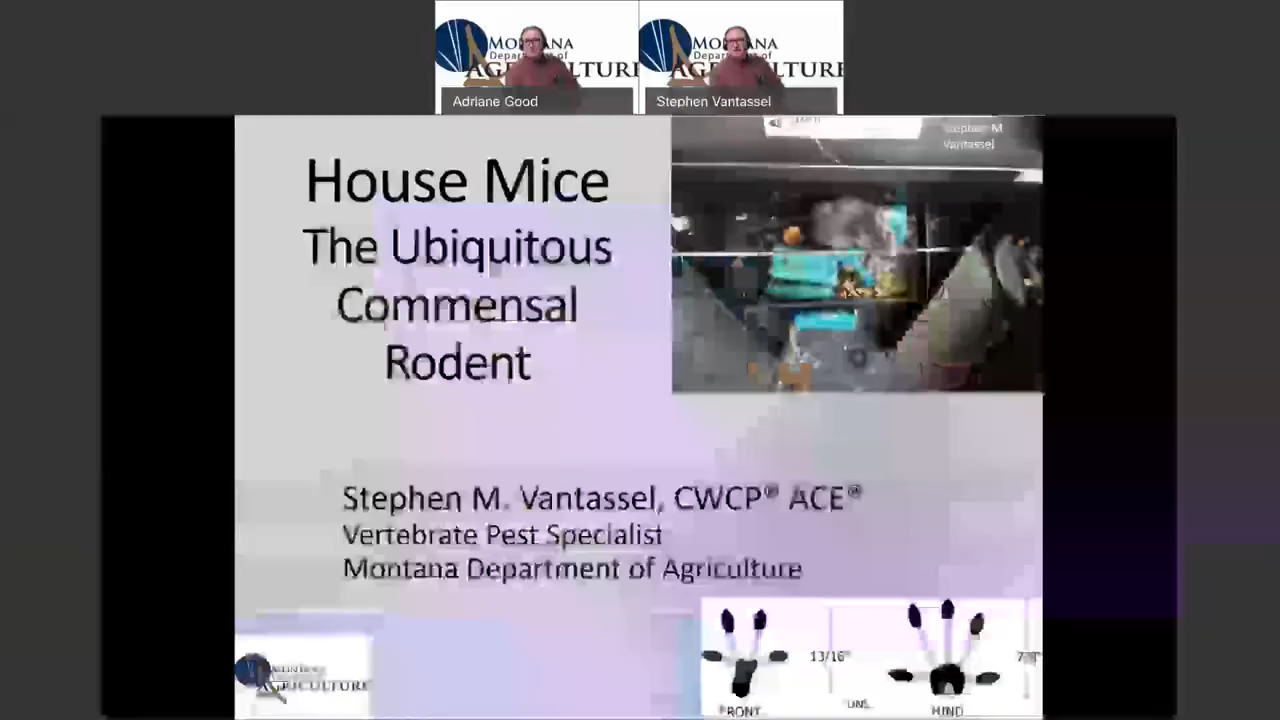 MONTANA
Department of
AGRICULTURE
Adriane Good
MONTANA
Department of
AGRICULTURE
Stephen Vantassel
Stephen M
Vantassel
House Mice
The Ubiquitous
Commensal
Rodent
Stephen M. Vantassel, CWCP® ACE®
Vertebrate Pest Specialist
Montana Department of Agriculture
AGRICULTURE
13/16"
FRONT
HIND